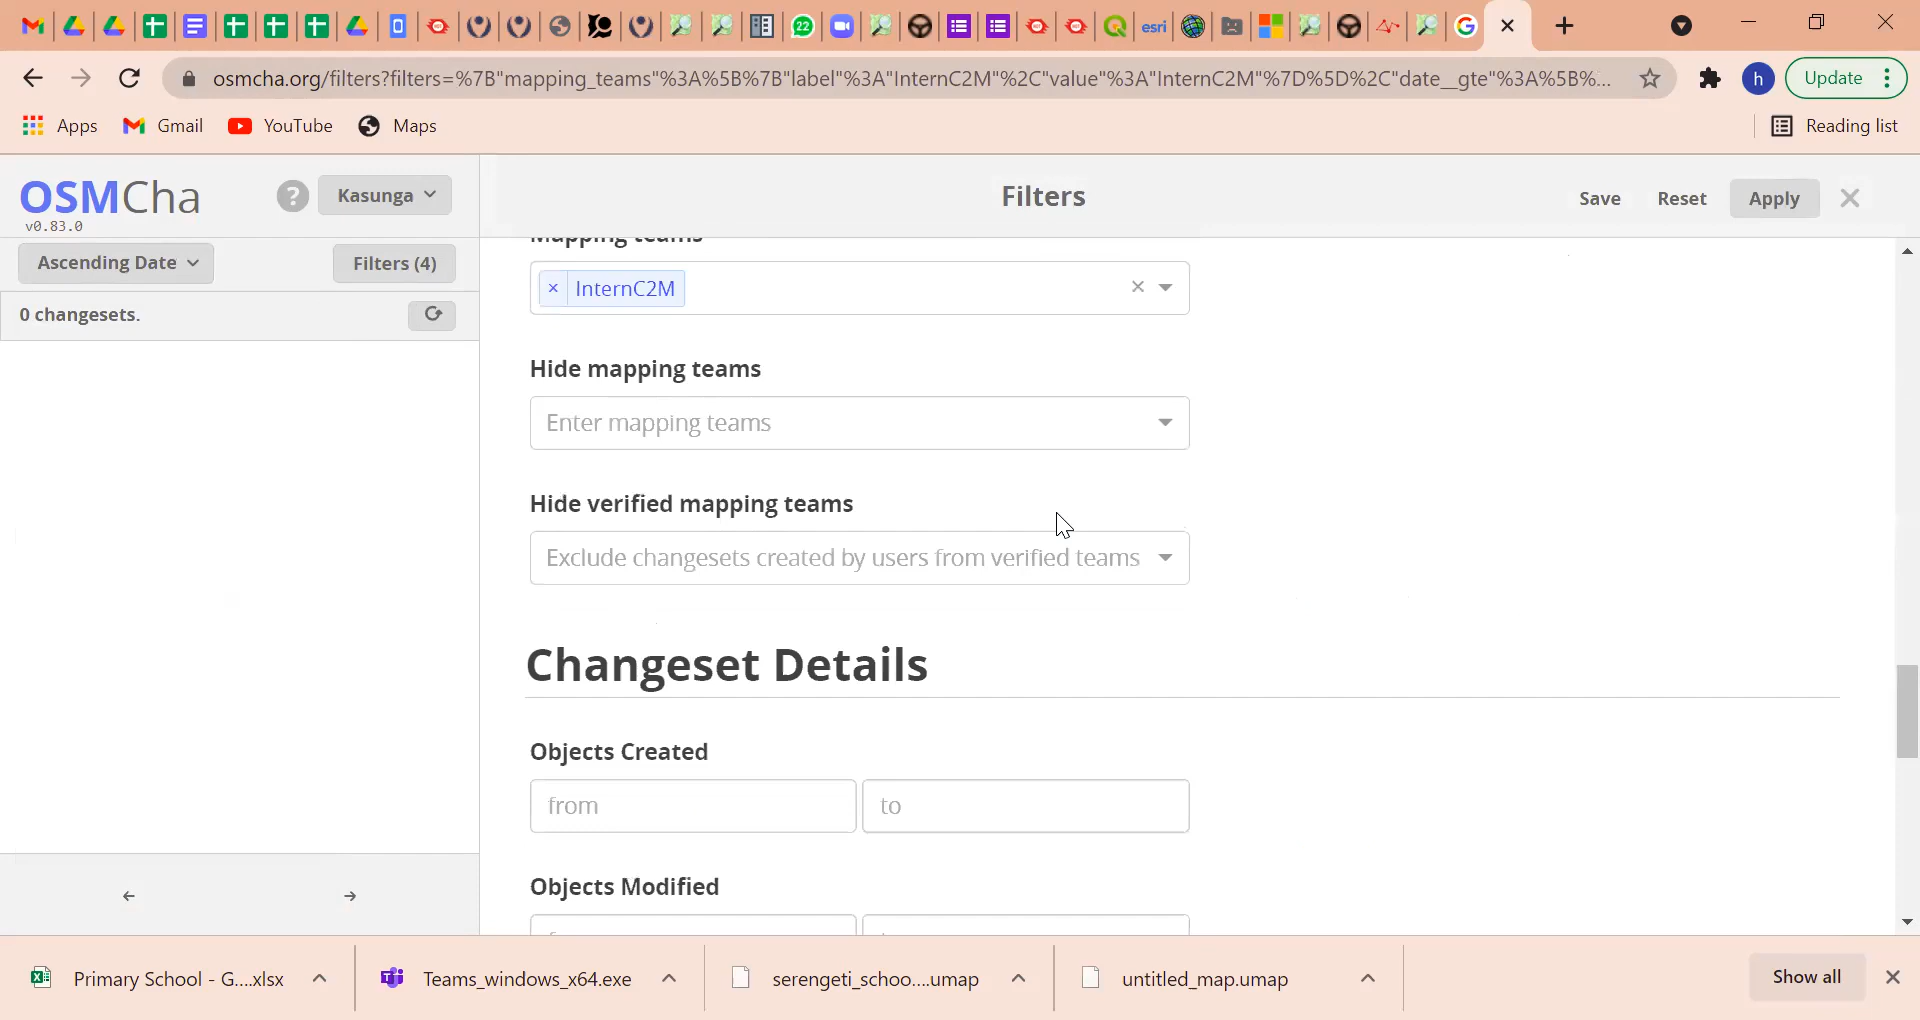 22
esri
osmcha.org/filters?filters=%7B"mapping_teams"%3A%5B%7B"label"%3A"InternC2M"%2C"value"%3A"InternC2M"%7D%5D%2C"date__gte"%3A%5B%...
h
Update
Apps
Gmail
YouTube
Maps
Reading list
OSMCha
v0.83.0
?
Kasunga
Filters
Save
Reset
Apply
Ascending Date
Filters (4)
0 changesets.
Mapping teams
× InternC2M
Hide mapping teams
Enter mapping teams
Hide verified mapping teams
Exclude changesets created by users from verified teams
Changeset Details
Objects Created
from
to
Objects Modified
Primary School - G....xlsx
Teams_windows_x64.exe
serengeti_schoo....umap
untitled_map.umap
Show all